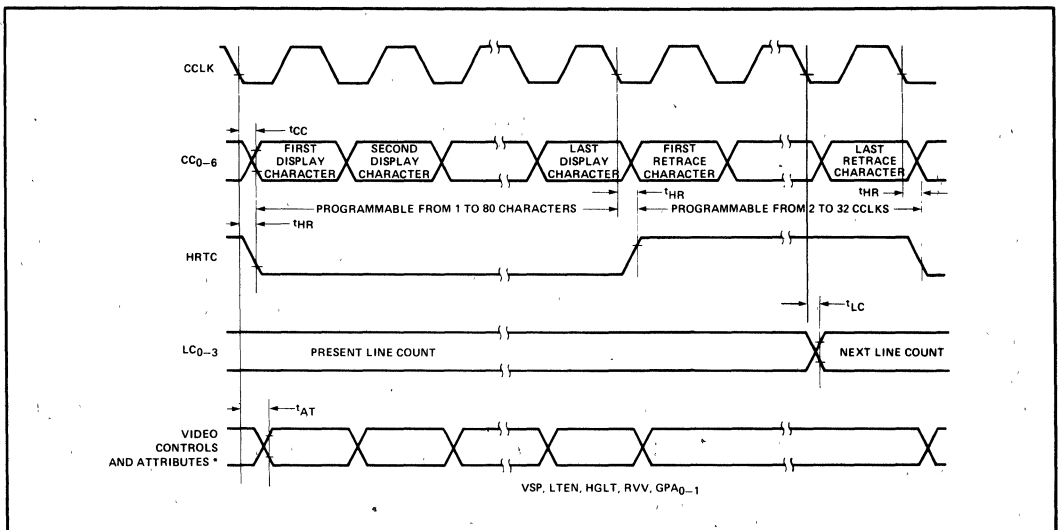 CCLK
tCC
CC0–6
FIRST DISPLAY CHARACTER
SECOND DISPLAY CHARACTER
LAST DISPLAY CHARACTER
FIRST RETRACE CHARACTER
LAST RETRACE CHARACTER
tHR
tHR
PROGRAMMABLE FROM 1 TO 80 CHARACTERS
PROGRAMMABLE FROM 2 TO 32 CCLKS
tHR
HRTC
tLC
LC0–3
PRESENT LINE COUNT
NEXT LINE COUNT
tAT
VIDEO
CONTROLS
AND ATTRIBUTES *
VSP, LTEN, HGLT, RVV, GPA0–1